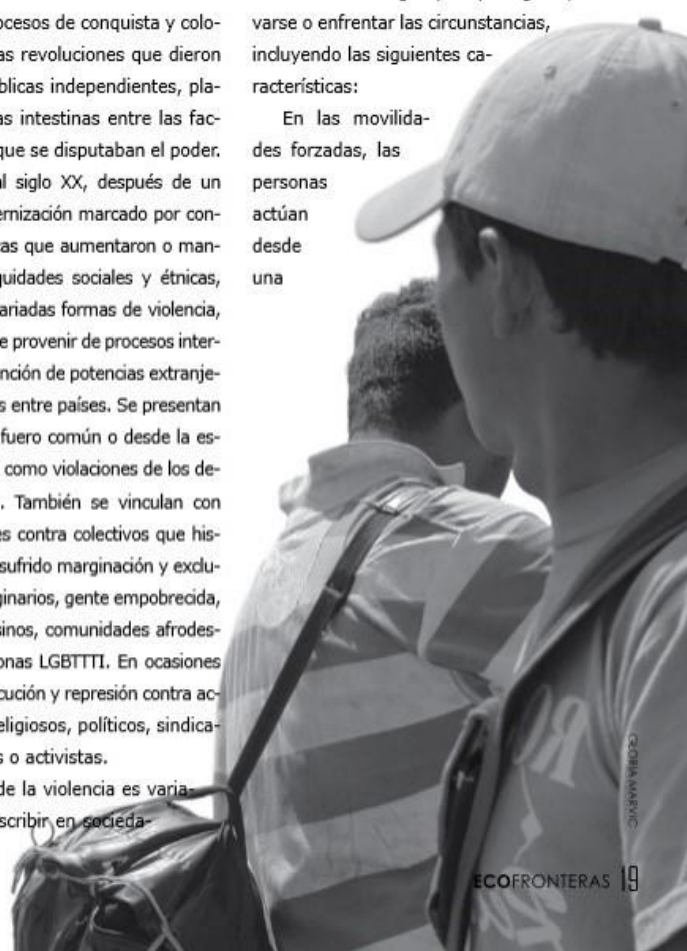 ocesos de conquista y colo-
as revoluciones que dieron
blicas independientes, pla-
as intestinas entre las fac-
que se disputaban el poder.
al siglo XX, después de un
ernización marcado por con-
cas que aumentaron o man-
quidades sociales y étnicas,
ariadas formas de violencia,
e provenir de procesos inter-
nción de potencias extranje-
s entre países. Se presentan
fuero común o desde la es-
como violaciones de los de-
. También se vinculan con
es contra colectivos que his-
sufrido marginación y exclu-
ginarios, gente empobrecida,
sinos, comunidades afrodes-
onas LGBTTTI. En ocasiones
cución y represión contra ac-
eligiosos, políticos, sindica-
s o activistas.
de la violencia es varia-
scribir en socieda-
varse o enfrentar las circunstancias,
incluyendo las siguientes ca-
racterísticas:
En las movilida-
des forzadas, las
personas
actúan
desde
una
GLORIA MARVIC
ECOFRONTERAS 19